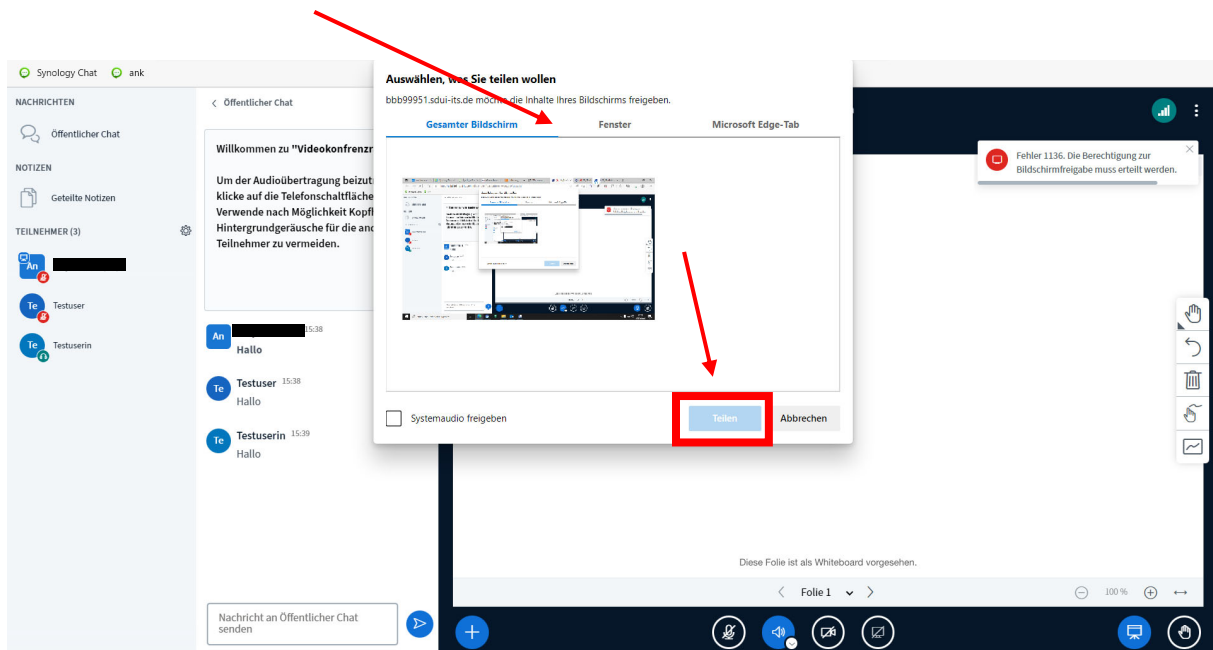 Synology Chat ank
NACHRICHTEN
Öffentlicher Chat
NOTIZEN
Geteilte Notizen
TEILNEHMER (3)
An
Te Testuser
Te Testuserin
Öffentlicher Chat
Willkommen zu "Videokonfrenzr
Um der Audioübertragung beizut
klicke auf die Telefonschaltfläche
Verwende nach Möglichkeit Kopfh
Hintergrundgeräusche für die and
Teilnehmer zu vermeiden.
An 15:38
Hallo
Te Testuser 15:38
Hallo
Te Testuserin 15:39
Hallo
Nachricht an Öffentlicher Chat
senden
Auswählen, was Sie teilen wollen
bbb99951.sdui-its.de möchte die Inhalte Ihres Bildschirms freigeben.
Gesamter Bildschirm Fenster Microsoft Edge-Tab
Systemaudio freigeben
Teilen Abbrechen
Fehler 1136. Die Berechtigung zur
Bildschirmfreigabe muss erteilt werden.
Diese Folie ist als Whiteboard vorgesehen.
Folie 1
100 %